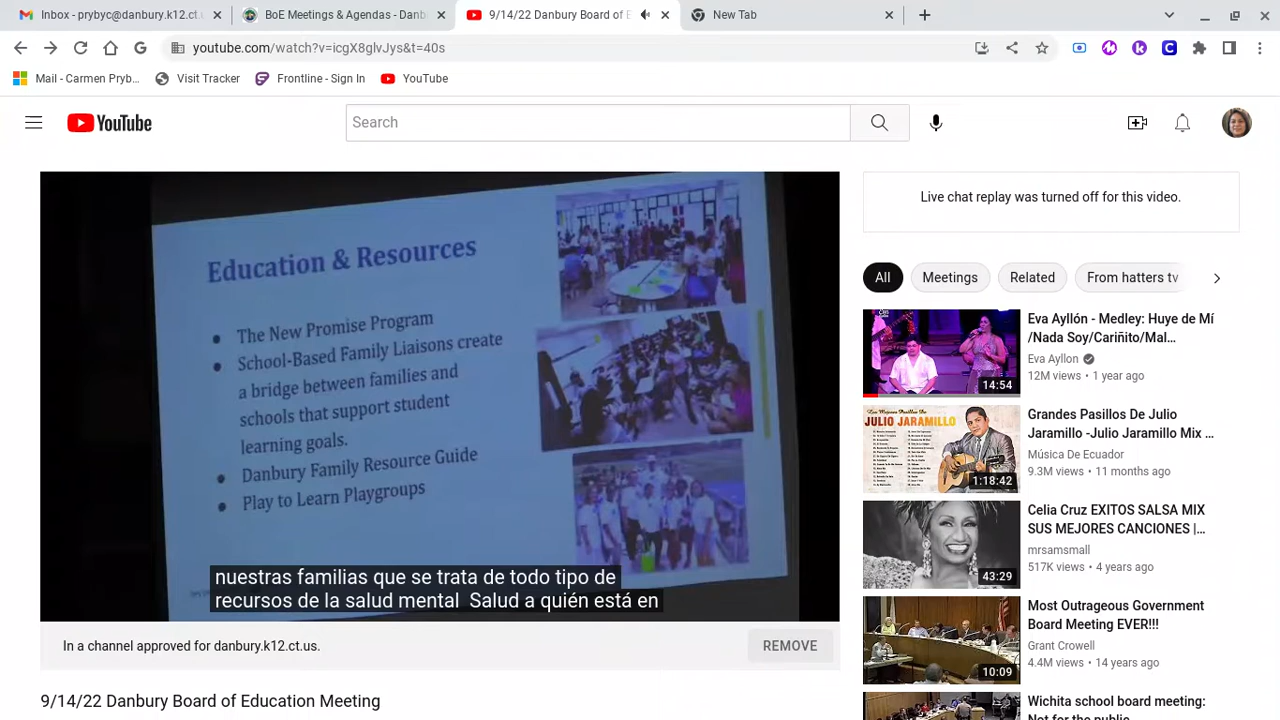 Inbox - prybyc@danbury.k12.ct.u
BoE Meetings & Agendas - Danb
9/14/22 Danbury Board of E
New Tab
youtube.com/watch?v=icgX8glvJys&t=40s
Mail - Carmen Pryb...
Visit Tracker
Frontline - Sign In
YouTube
YouTube
Search
Education & Resources
• The New Promise Program
• School-Based Family Liaisons create
a bridge between families and
schools that support student
learning goals.
• Danbury Family Resource Guide
• Play to Learn Playgroups
nuestras familias que se trata de todo tipo de
recursos de la salud mental Salud a quién está en
In a channel approved for danbury.k12.ct.us.
REMOVE
9/14/22 Danbury Board of Education Meeting
Live chat replay was turned off for this video.
All
Meetings
Related
From hatters tv
14:54
Eva Ayllón - Medley: Huye de Mí
/Nada Soy/Cariñito/Mal...
Eva Ayllon
12M views • 1 year ago
JULIO JARAMILLO
1:18:42
Grandes Pasillos De Julio
Jaramillo -Julio Jaramillo Mix ...
Música De Ecuador
9.3M views • 11 months ago
43:29
Celia Cruz EXITOS SALSA MIX
SUS MEJORES CANCIONES |...
mrsamsmall
517K views • 4 years ago
10:09
Most Outrageous Government
Board Meeting EVER!!!
Grant Crowell
4.4M views • 14 years ago
Wichita school board meeting:
Not for the public